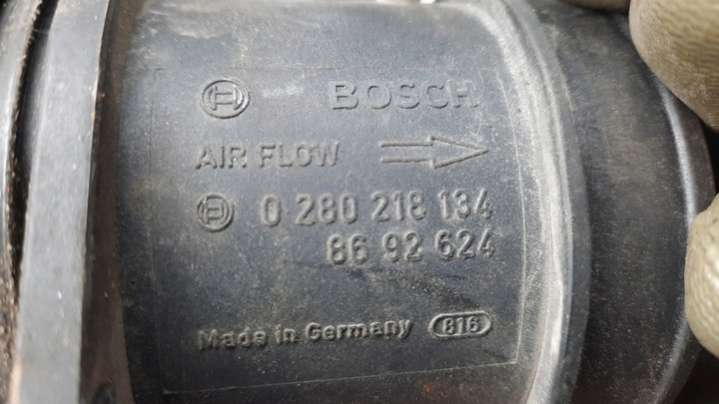 BOSCH
AIR FLOW
0 280 218 134
86 92 624
Made in Germany 816